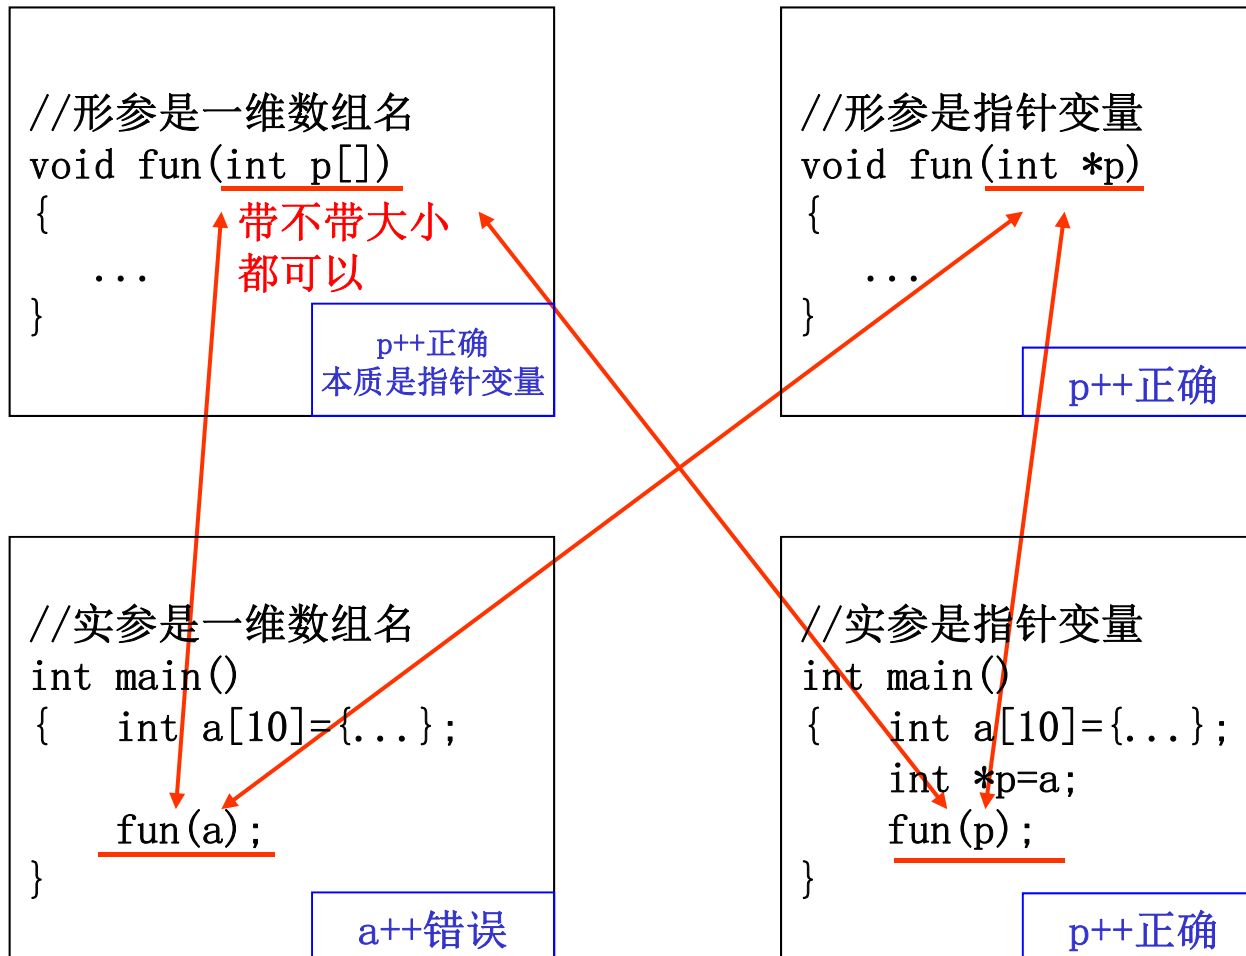 //形参是一维数组名
void fun(int p[])
{
带不带大小
...
都可以
}
p++正确
本质是指针变量
//形参是指针变量
void fun(int *p)
{
...
}
p++正确
//实参是一维数组名
int main()
{ int a[10]={...};
fun(a);
}
a++错误
//实参是指针变量
int main()
{ int a[10]={...};
int *p=a;
fun(p);
}
p++正确